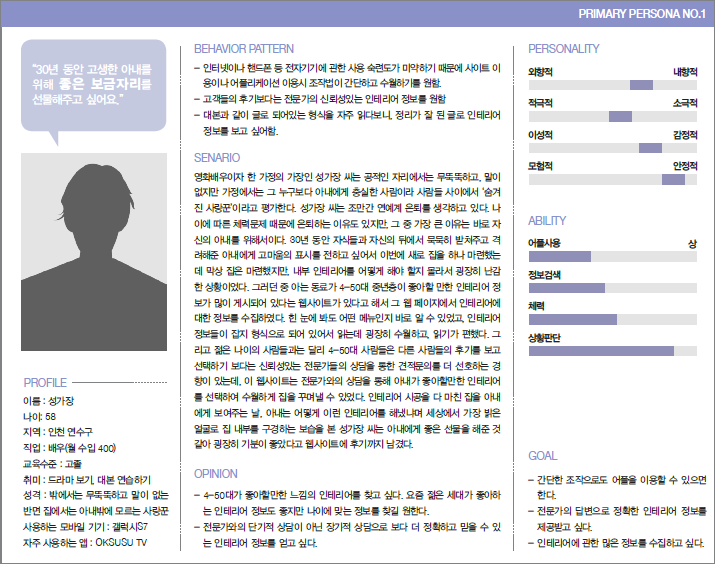 PRIMARY PERSONA NO.1
“30년 동안 고생한 아내를
위해 좋은 보금자리를
선물해주고 싶어요.”
PROFILE
이름 : 성가장
나아: 58
지역 : 인천 연수구
직업 : 배우(월 수입 400)
교육수준 : 고졸
취미 : 드라마 보기, 대본 연습하기
성격 : 밖에서는 무뚝뚝하고 말이 없는
반면 집에서는 아내밖에 모르는 사랑꾼
사용하는 모바일 기기 : 갤럭시S7
자주 사용하는 앱 : OKSUSU TV
BEHAVIOR PATTERN
– 인터넷이나 핸드폰 등 전자기기에 관한 사용 숙련도가 미약하기 때문에 사이트 이
용이나 어플리케이션 이용시 조작법이 간단하고 수월하기를 원함.
– 고객들의 후기보다는 전문가의 신뢰성있는 인테리어 정보를 원함
– 대본과 같이 글로 되어있는 형식을 자주 읽다보니, 정리가 잘 된 글로 인테리어
정보를 보고 싶어함.
SENARIO
영화배우이자 한 가정의 가장인 성가장 씨는 공적인 자리에서는 무뚝뚝하고, 말이
없지만 가정에서는 그 누구보다 아내에게 충실한 사람이라 사람들 사이에서 ‘숨겨
진 사랑꾼’이라고 평가한다. 성가장 씨는 조만간 연예계 은퇴를 생각하고 있다. 나
이에 따른 체력문제 때문에 은퇴하는 이유도 있지만, 그 중 가장 큰 이유는 바로 자
신의 아내를 위해서이다. 30년 동안 자식들과 자신의 뒤에서 묵묵히 받쳐주고 격
려해준 아내에게 고마움의 표시를 전하고 싶어서 이번에 새로 집을 하나 마련했는
데 막상 집은 마련했지만, 내부 인테리어를 어떻게 해야 할지 몰라서 굉장히 난감
한 상황이었다. 그러던 중 아는 동료가 4-50대 중년층이 좋아할 만한 인테리어 정
보가 많이 게시되어 있다는 웹사이트가 있다고 해서 그 웹 페이지에서 인테리어에
대한 정보를 수집하였다. 힌 눈에 봐도 어떤 메뉴인지 바로 알 수 있었고, 인테리어
정보들이 잡지 형식으로 되어 있어서 읽는데 굉장히 수월하고, 읽기가 편했다. 그
리고 젊은 나이의 사람들과는 달리 4-50대 사람들은 다른 사람들의 후기를 보고
선택하기 보다는 신뢰성있는 전문가들의 상담을 통한 견적문의를 더 선호하는 경
향이 있는데, 이 웹사이트는 전문가와의 상담을 통해 아내가 좋아할만한 인테리어
를 선택하여 수월하게 집을 꾸며낼 수 있었다. 인테리어 시공을 다 마친 집을 아내
에게 보여주는 날, 아내는 어떻게 이런 인테리어를 해냈냐며 세상에서 가장 밝은
얼굴로 집 내부를 구경하는 보습을 본 성가장 씨는 아내에게 좋은 선물을 해준 것
같아 굉장히 기분이 좋았다고 웹사이트에 후기까지 남겼다.
OPINION
– 4-50대가 좋아할만한 느낌의 인테리어를 찾고 싶다. 요즘 젊은 세대가 좋아하
는 인테리어 정보도 좋지만 나이에 맞는 정보를 찾길 원한다.
– 전문가와의 단기적 상담이 아닌 장기적 상담으로 보다 더 정확하고 믿을 수 있
는 인테리어 정보를 얻고 싶다.
PERSONALITY
외향적 내향적
적극적 소극적
이성적 감정적
모험적 안정적
ABILITY
어플사용 상
정보검색
체력
상황판단
GOAL
– 간단한 조작으로도 어플을 이용할 수 있으면
한다.
– 전문가의 답변으로 정확한 인테리어 정보를
제공받고 싶다.
– 인테리어에 관한 많은 정보를 수집하고 싶다.